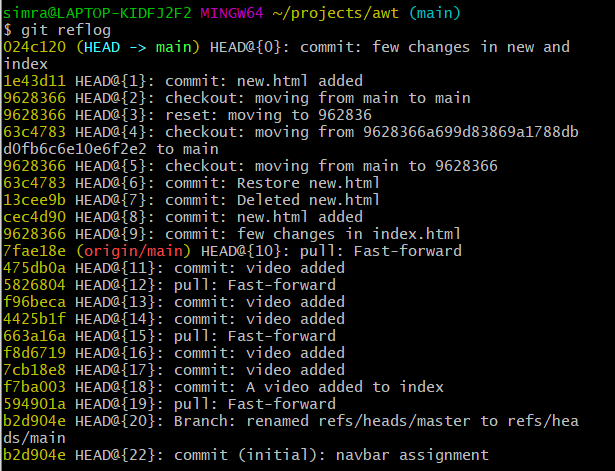 simra@LAPTOP-KIDFJ2F2 MINGW64 ~/projects/awt (main)
$ git reflog
024c120 (HEAD -> main) HEAD@{0}: commit: few changes in new and
index
1e43d11 HEAD@{1}: commit: new.html added
9628366 HEAD@{2}: checkout: moving from main to main
9628366 HEAD@{3}: reset: moving to 962836
63c4783 HEAD@{4}: checkout: moving from 9628366a699d83869a1788db
d0fb6c6e10e6f2e2 to main
9628366 HEAD@{5}: checkout: moving from main to 9628366
63c4783 HEAD@{6}: commit: Restore new.html
13cee9b HEAD@{7}: commit: Deleted new.html
cec4d90 HEAD@{8}: commit: new.html added
9628366 HEAD@{9}: commit: few changes in index.html
7fae18e (origin/main) HEAD@{10}: pull: Fast-forward
475db0a HEAD@{11}: commit: video added
5826804 HEAD@{12}: pull: Fast-forward
f96beca HEAD@{13}: commit: video added
4425b1f HEAD@{14}: commit: video added
663a16a HEAD@{15}: pull: Fast-forward
f8d6719 HEAD@{16}: commit: video added
7cb18e8 HEAD@{17}: commit: video added
f7ba003 HEAD@{18}: commit: A video added to index
594901a HEAD@{19}: pull: Fast-forward
b2d904e HEAD@{20}: Branch: renamed refs/heads/master to refs/hea
ds/main
b2d904e HEAD@{22}: commit (initial): navbar assignment